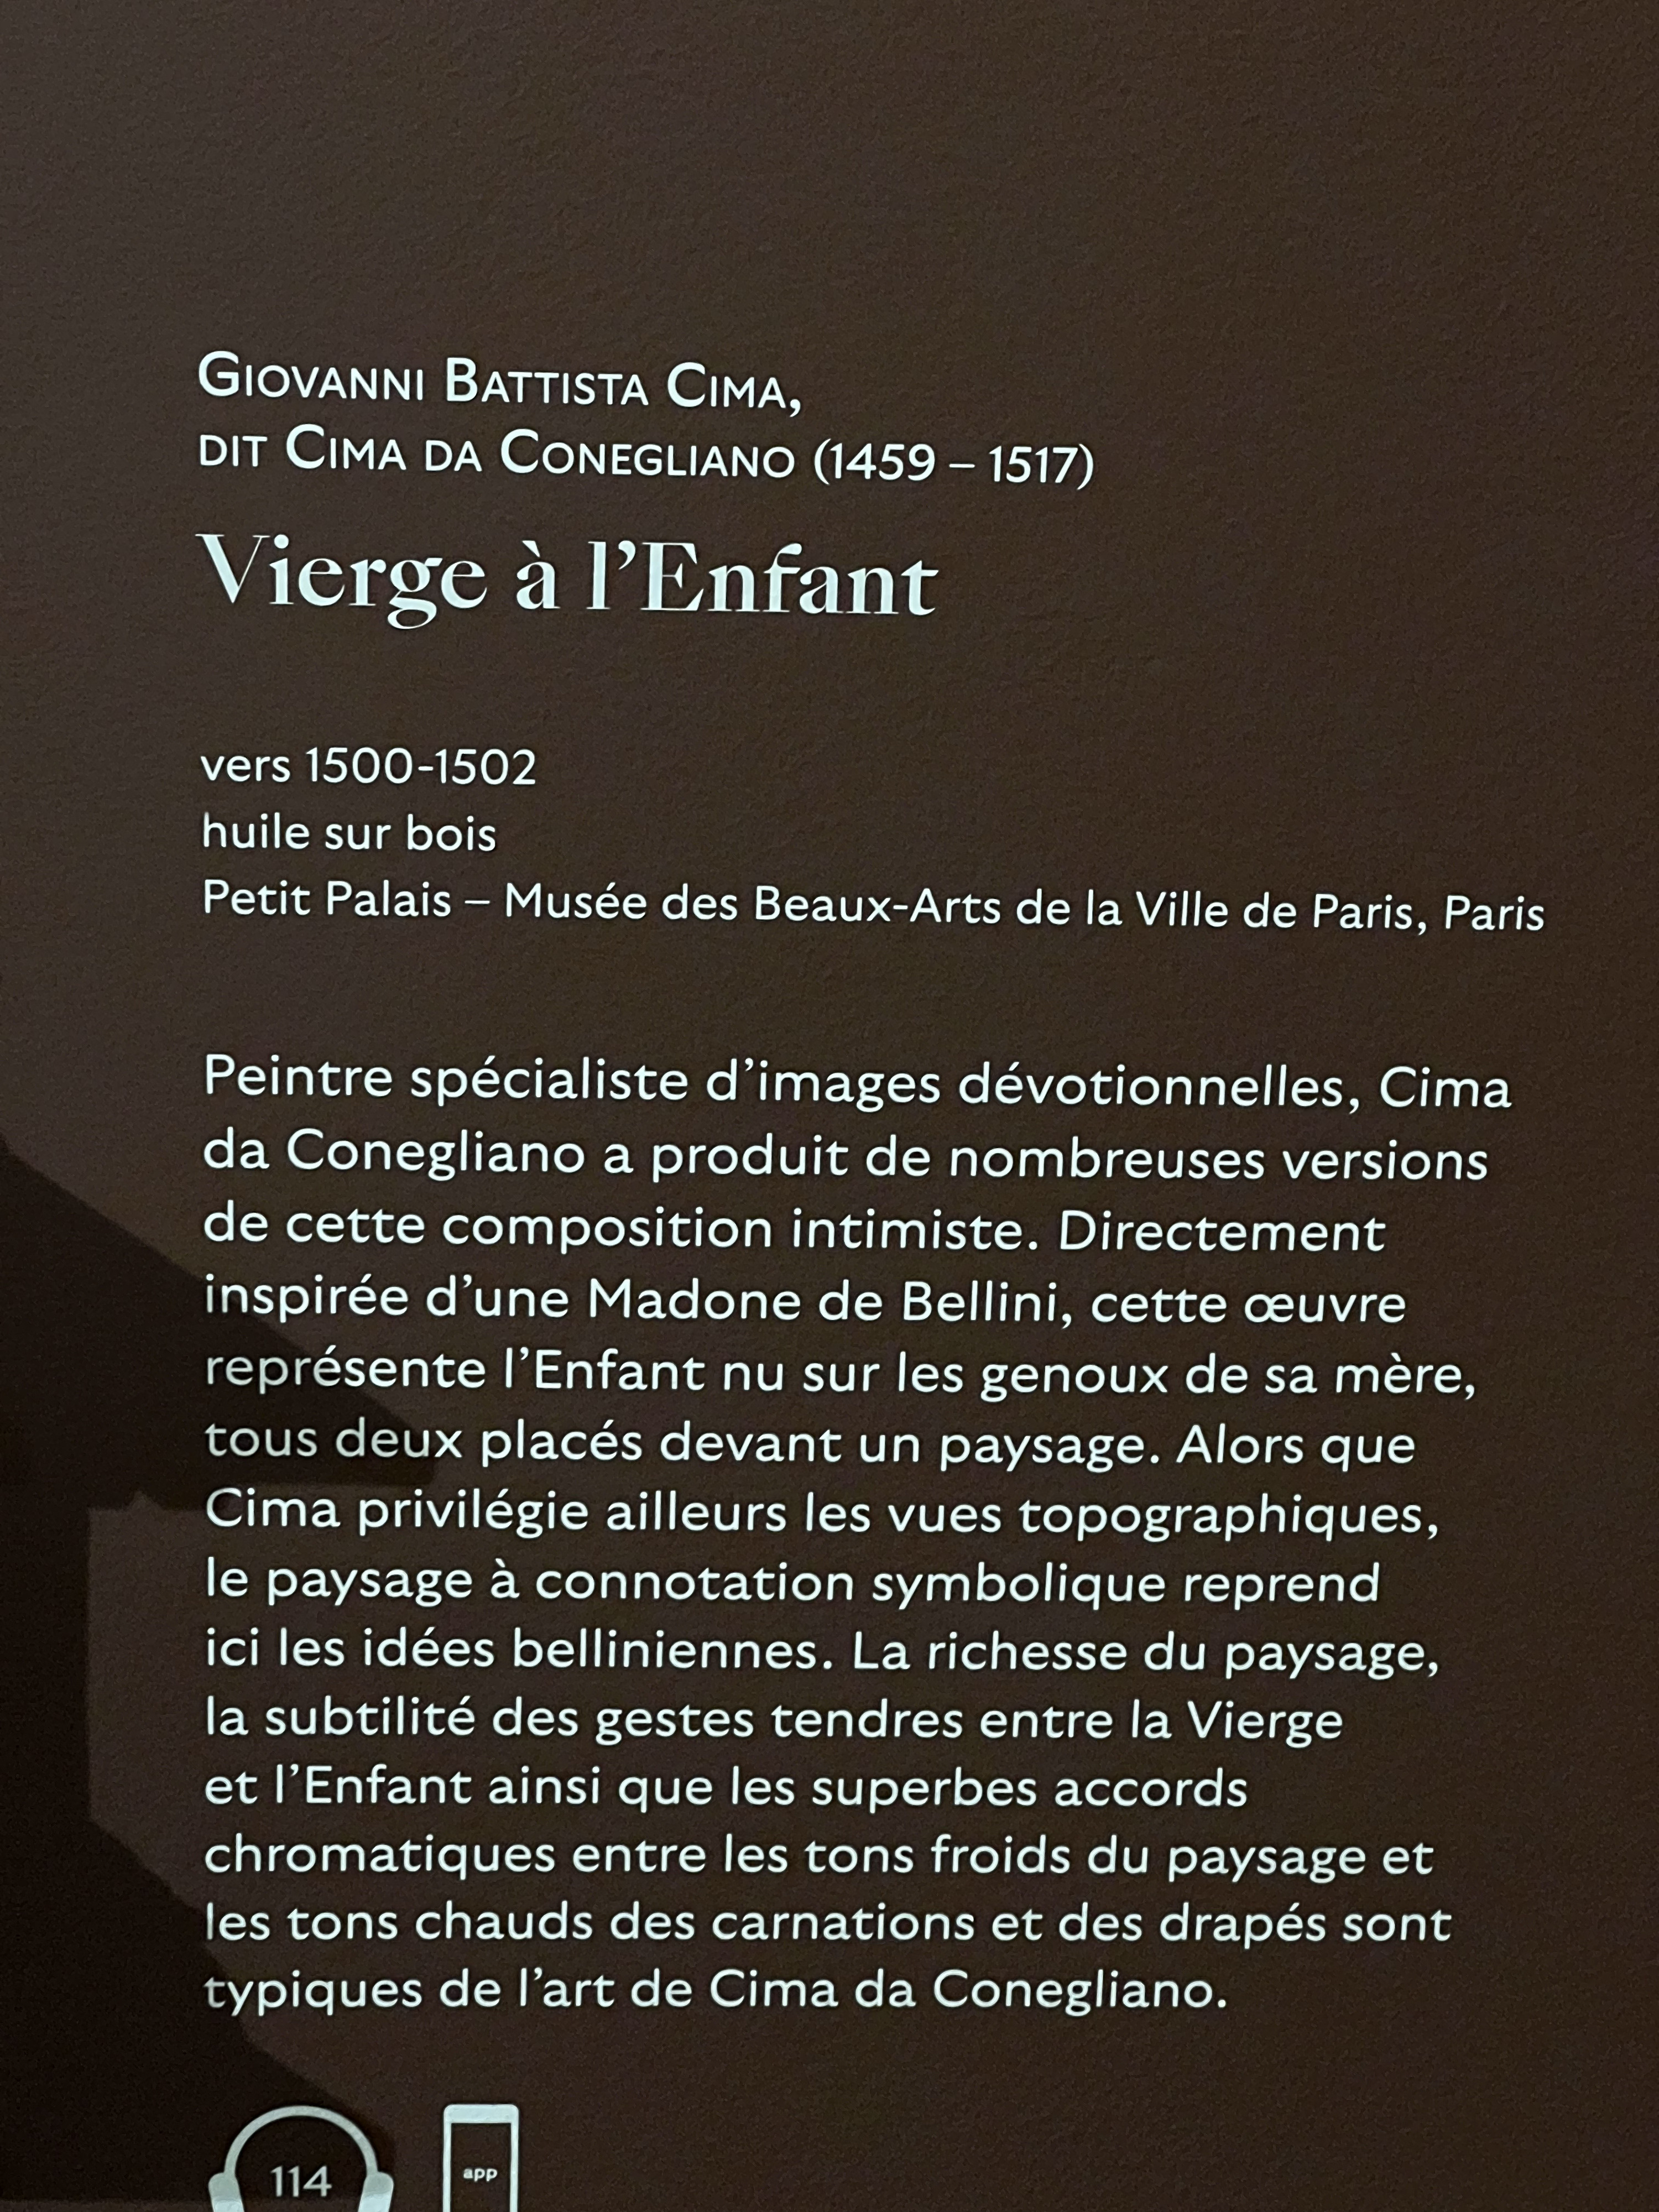 Giovanni Battista Cima,
dit Cima da Conegliano (1459 – 1517)
Vierge à l’Enfant
vers 1500-1502
huile sur bois
Petit Palais – Musée des Beaux-Arts de la Ville de Paris, Paris
Peintre spécialiste d’images dévotionnelles, Cima
da Conegliano a produit de nombreuses versions
de cette composition intimiste. Directement
inspirée d’une Madone de Bellini, cette œuvre
représente l’Enfant nu sur les genoux de sa mère,
tous deux placés devant un paysage. Alors que
Cima privilégie ailleurs les vues topographiques,
le paysage à connotation symbolique reprend
ici les idées belliniennes. La richesse du paysage,
la subtilité des gestes tendres entre la Vierge
et l’Enfant ainsi que les superbes accords
chromatiques entre les tons froids du paysage et
les tons chauds des carnations et des drapés sont
typiques de l’art de Cima da Conegliano.
114 app